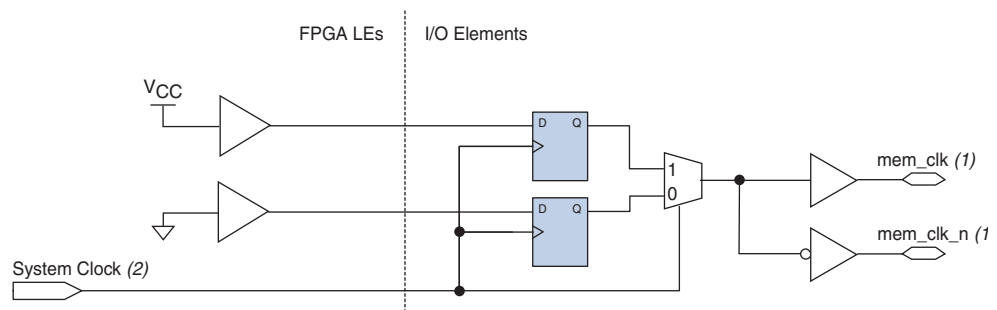 FPGA LEs I/O Elements
VCC
D Q
1
0
mem_clk (1)
D Q
mem_clk_n (1
System Clock (2)